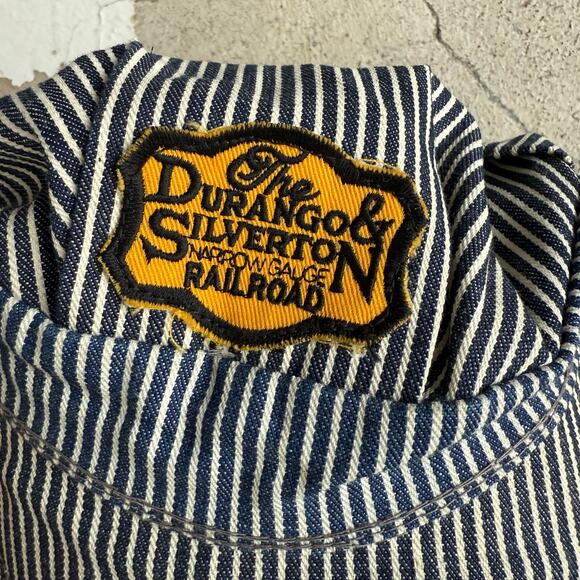 The
DURANGO &
SILVERTON
NARROW GAUGE
RAILROAD